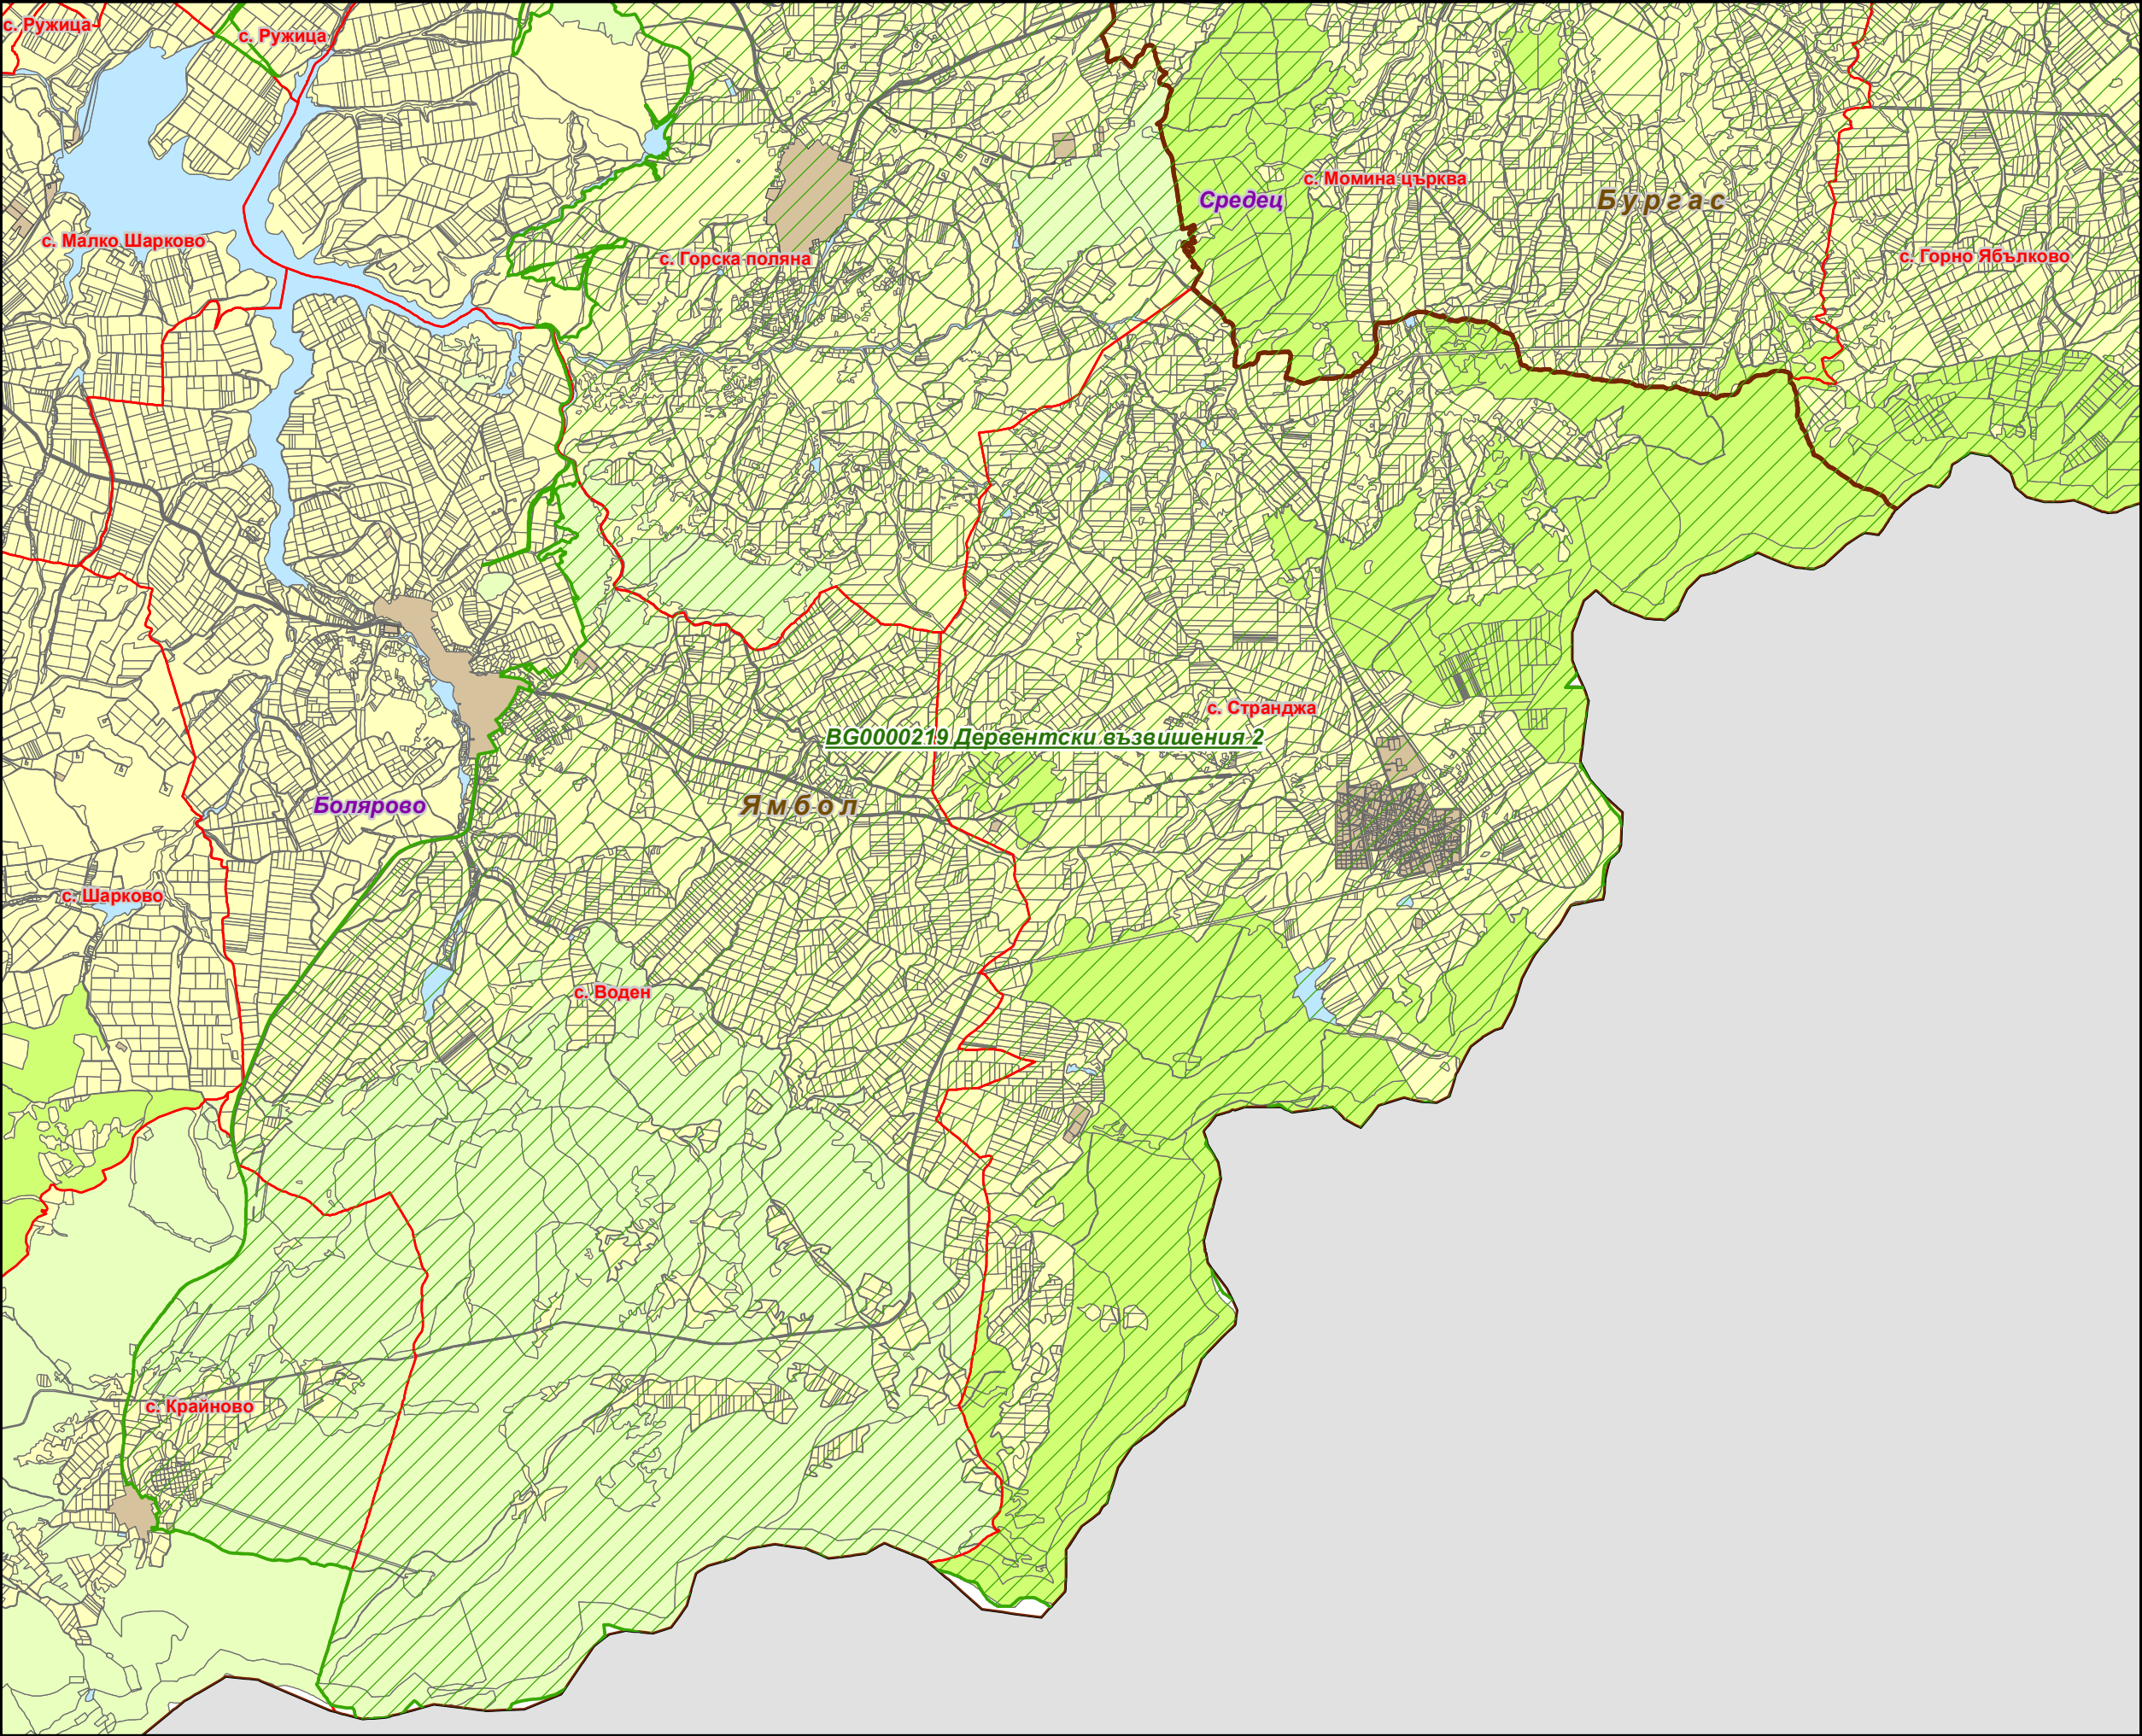 с. Ружица
с. Ружица
с. Момина църква
Средец
Бургас
с. Малко Шарково
с. Горска поляна
с. Горно Ябълково
с. Странджа
BG0000219 Дервентски възвишения 2
Болярово
Ямбол
с. Шарково
с. Воден
с. Крайново